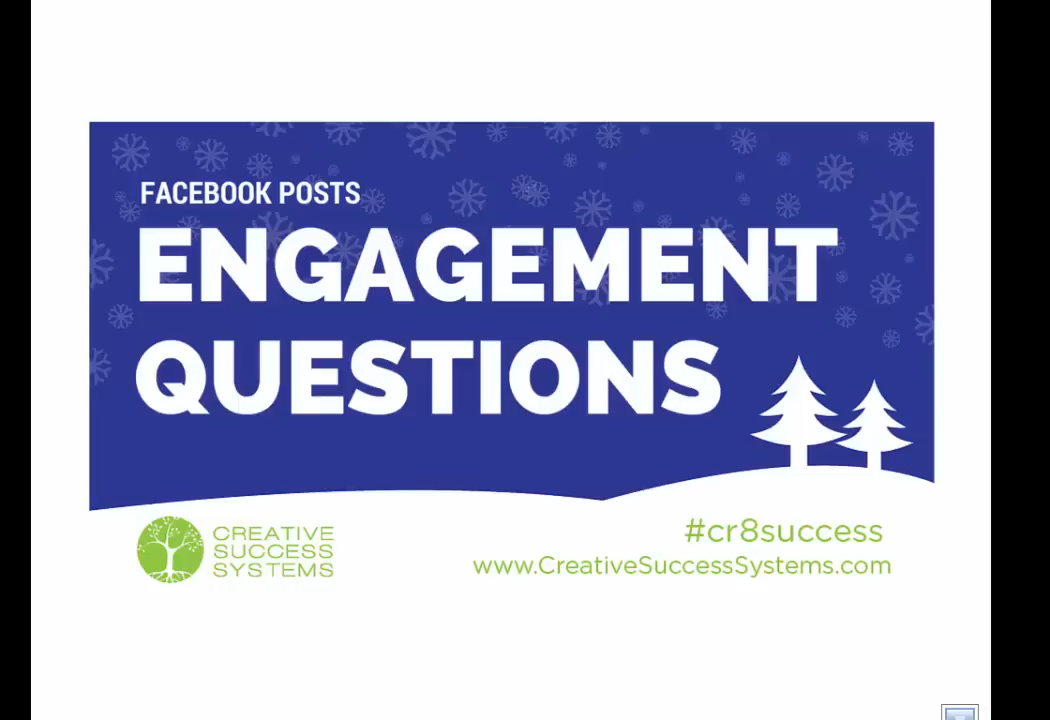 FACEBOOK POSTS
ENGAGEMENT
QUESTIONS
CREATIVE
SUCCESS
SYSTEMS
#cr8success
www.CreativeSuccessSystems.com